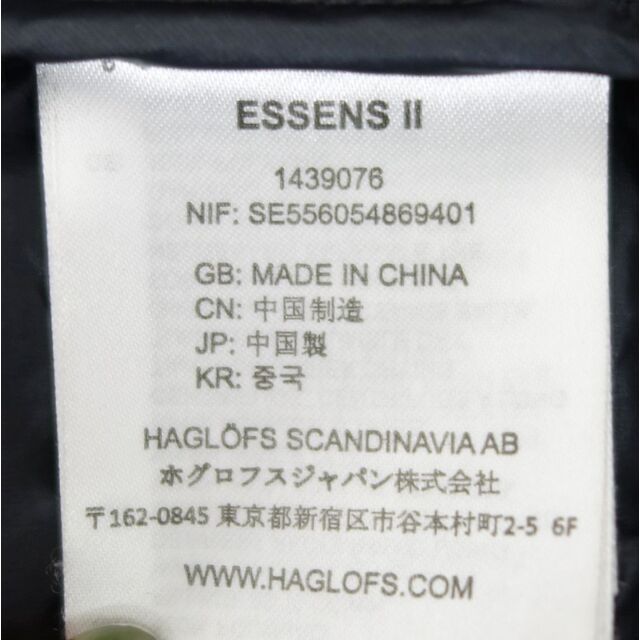 ESSENS II
1439076
NIF: SE556054869401
GB: MADE IN CHINA
CN: 中国制造
JP: 中国製
KR: 중국
HAGLÖFS SCANDINAVIA AB
ホグロフスジャパン株式会社
〒162-0845 東京都新宿区市谷本村町2-5 6F
WWW.HAGLOFS.COM